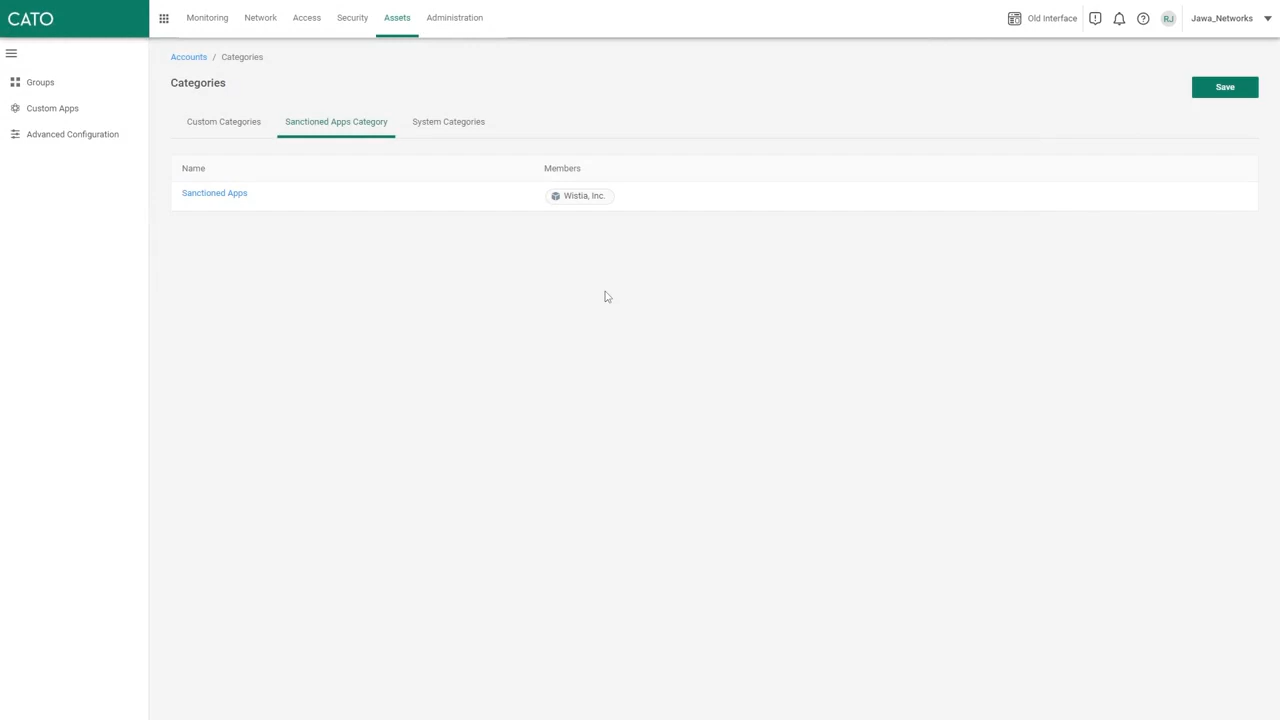 CATO
Monitoring
Network
Access
Security
Assets
Administration
Old Interface
RJ
Jawa_Networks
Groups
Custom Apps
Advanced Configuration
Accounts / Categories
Categories
Save
Custom Categories
Sanctioned Apps Category
System Categories
Name
Members
Sanctioned Apps
Wistia, Inc.